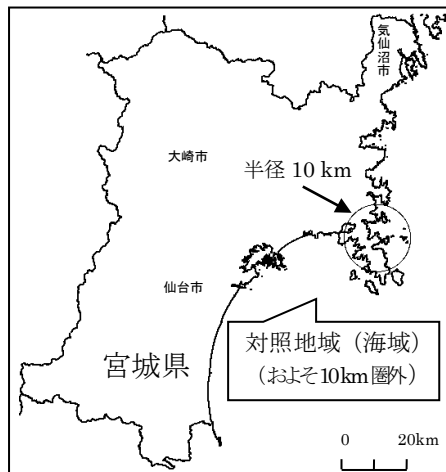 気仙沼市
大崎市
半径 10 km
仙台市
対照地域（海域）
（およそ10km圏外）
宮城県
0 20km